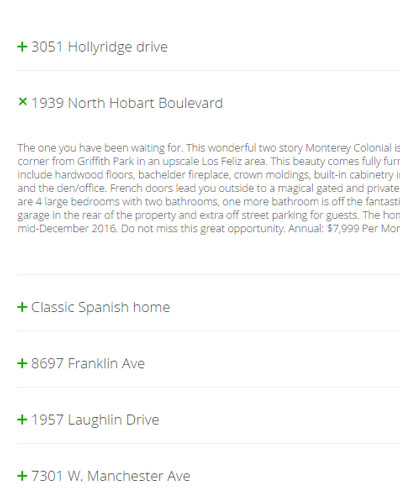 3051 Hollyridge drive
1939 North Hobart Boulevard
The one you have been waiting for. This wonderful two story Monterey Colonial is
corner from Griffith Park in an upscale Los Feliz area. This beauty comes fully
include hardwood floors, bachelder fireplace, crown moldings, built-in cabinetry
and the den/office. French doors lead you outside to a magical gated and private
are 4 large bedrooms with two bathrooms, one more bathroom is off the
garage in the rear of the property and extra off street parking for guests. The
mid-December 2016. Do not miss this great opportunity. Annual: $7,999 Per
Classic Spanish home
8697 Franklin Ave
1957 Laughlin Drive
7301 W. Manchester Ave